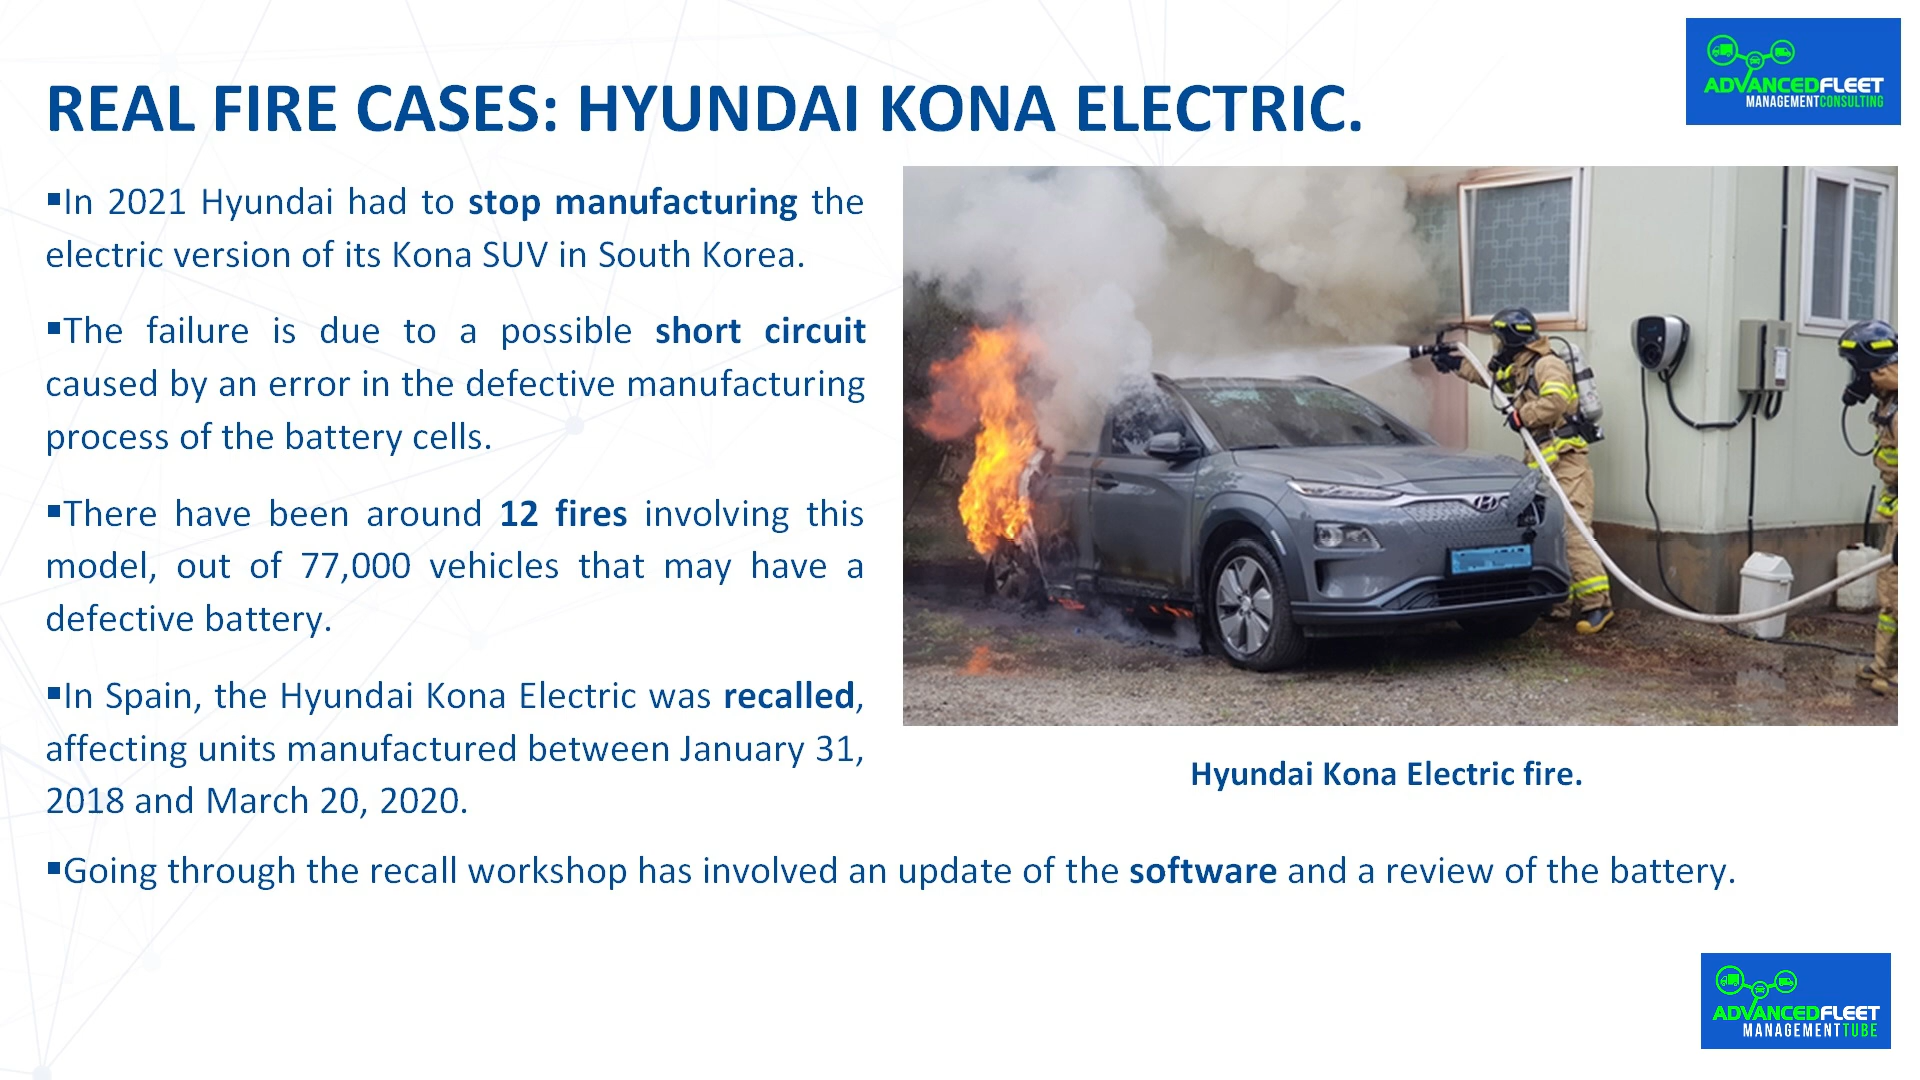 REAL FIRE CASES: HYUNDAI KONA ELECTRIC.
ADVANCEDFLEET
MANAGEMENTCONSULTING
▪In 2021 Hyundai had to stop manufacturing the
electric version of its Kona SUV in South Korea.
▪The failure is due to a possible short circuit
caused by an error in the defective manufacturing
process of the battery cells.
▪There have been around 12 fires involving this
model, out of 77,000 vehicles that may have a
defective battery.
▪In Spain, the Hyundai Kona Electric was recalled,
affecting units manufactured between January 31,
2018 and March 20, 2020.
Hyundai Kona Electric fire.
▪Going through the recall workshop has involved an update of the software and a review of the battery.
ADVANCEDFLEET
MANAGEMENTTUBE